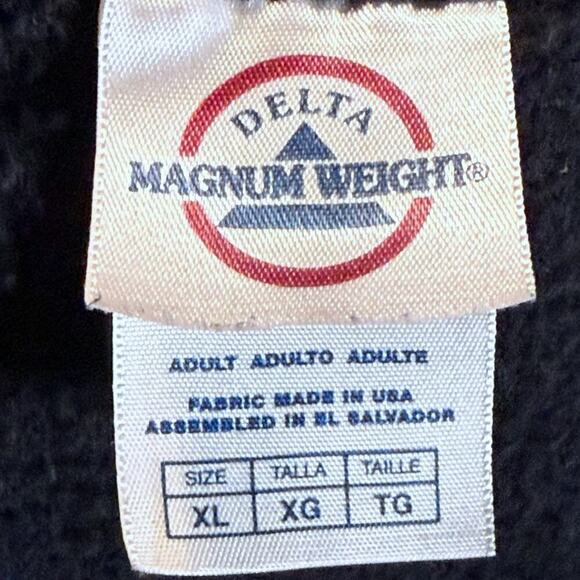 DELTA
MAGNUM WEIGHT®
ADULT ADULTO ADULTE
FABRIC MADE IN USA
ASSEMBLED IN EL SALVADOR
SIZE TALLA TAILLE
XL XG TG